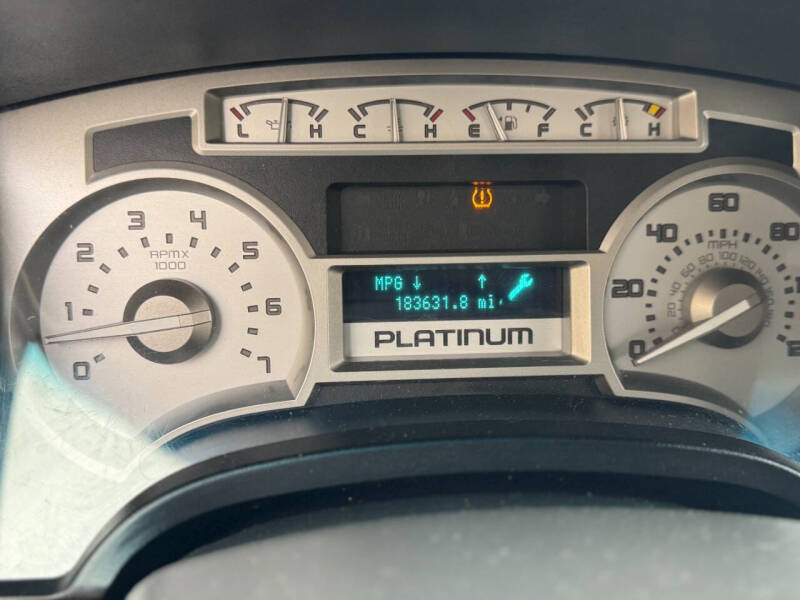 L H C H E F C H
MPG ↓ ↑
183631.8 mi
PLATINUM
0 1 2 3 4 5 6 7
RPMX
1000
0 20 40 60 80
MPH